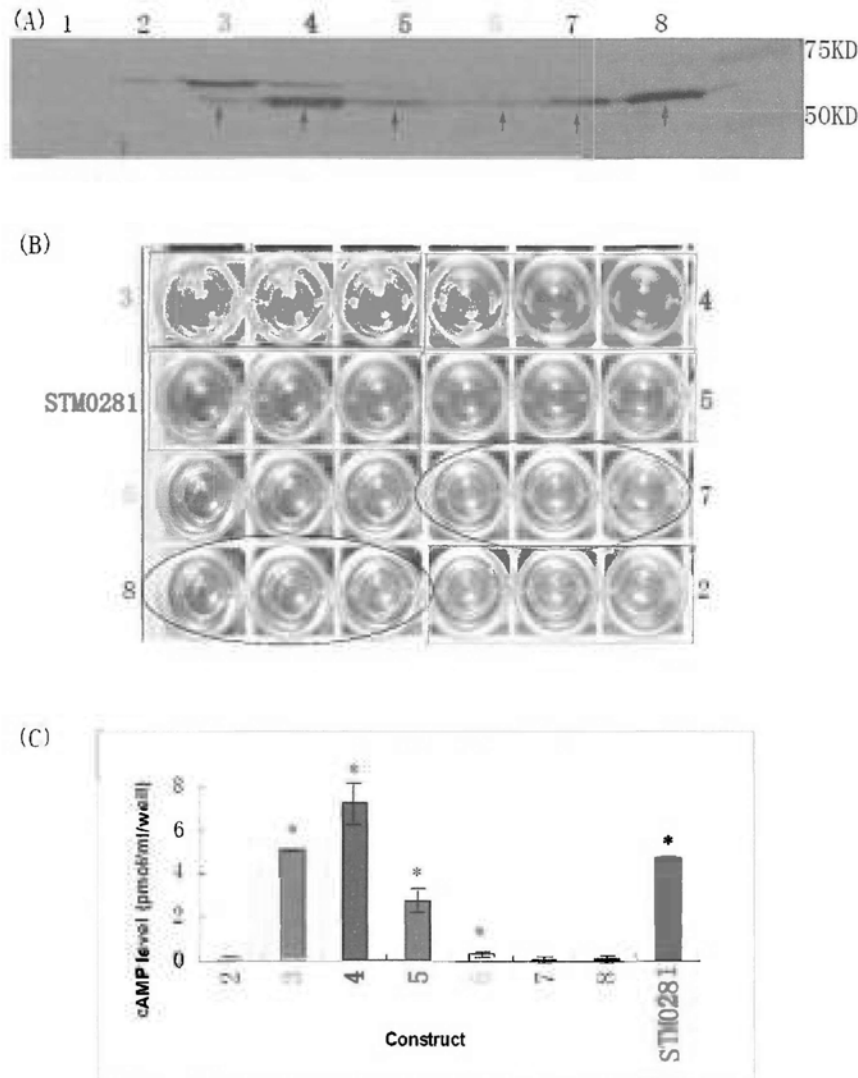 (A)
1 2 3 4 5 6 7 8
75KD
50KD
(B)
3 4
STM0281 5
6 7
8 2
(C)
cAMP level (pmol/ml/well)
8
6
4
2
0
* * * * *
2 3 4 5 6 7 8 STM0281
Construct